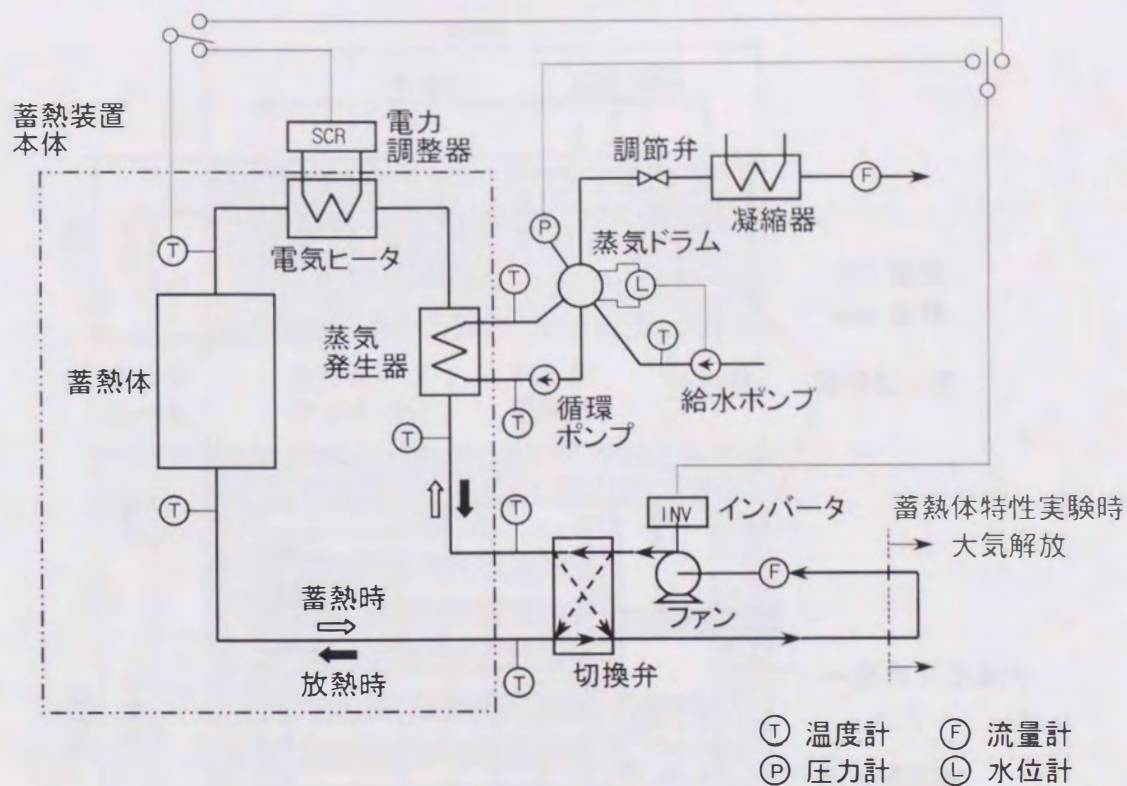 蓄熱装置
本体
SCR
電力
調整器
調節弁
F
凝縮器
T
電気ヒータ
P
蒸気ドラム
T
L
T
蓄熱体
蒸気
発生器
循環
ポンプ
給水ポンプ
T
T
T
T
INV
インバータ
蓄熱体特性実験時
大気解放
F
ファン
蓄熱時
放熱時
T
切換弁
T 温度計
F 流量計
P 圧力計
L 水位計